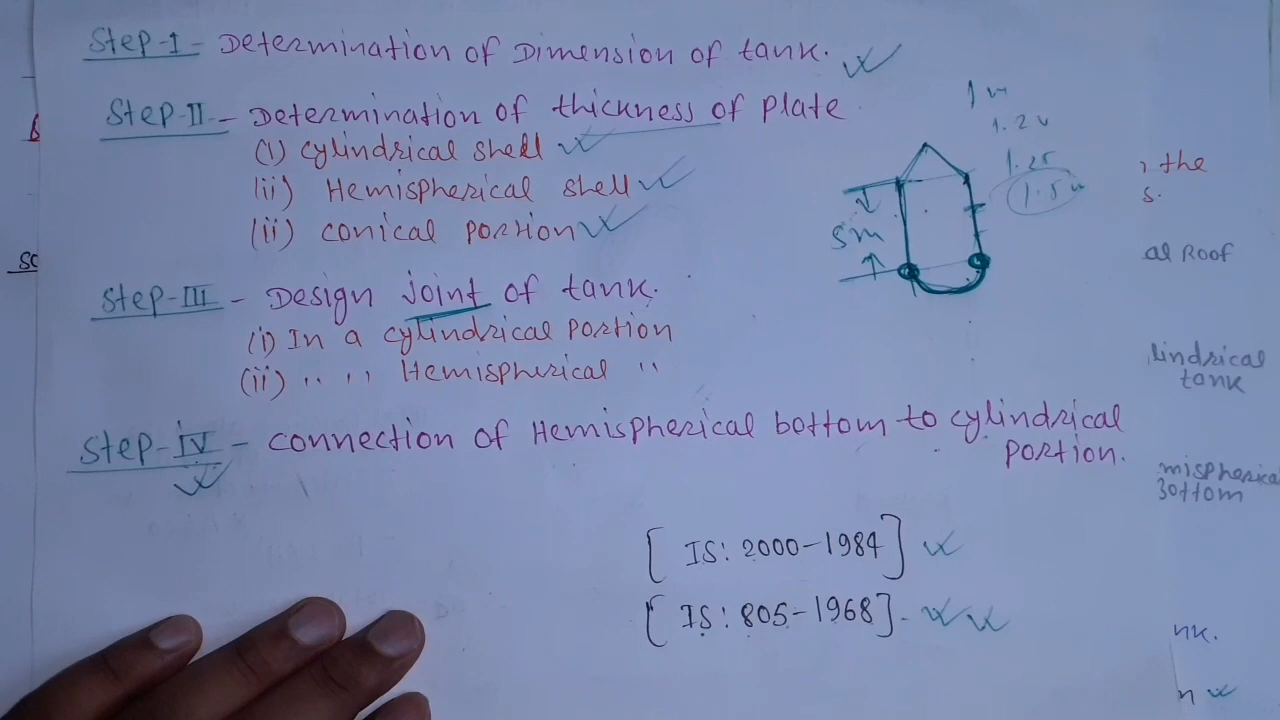 Step-I - Determination of Dimension of tank.
Step-II - Determination of thickness of plate
(i) cylindrical shell
(ii) Hemispherical shell
(ii) conical portion
Step-III - Design joint of tank.
(i) In a cylindrical portion
(ii) " " Hemispherical "
Step-IV - connection of Hemispherical bottom to cylindrical
portion.
[IS: 2000-1984]
[IS: 805-1968].
1 m
1.2
1.25
1.5
5m
the
s.
al Roof
lindrical
tank
mispherica
Bottom
nk.
n